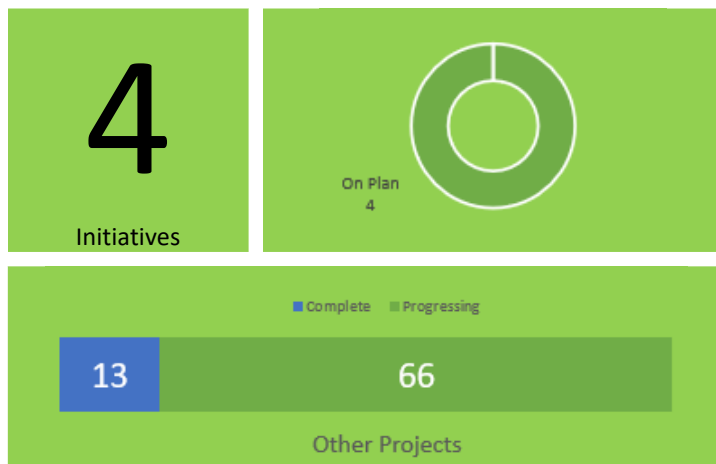 4
Initiatives
On Plan
4
Complete Progressing
13 66
Other Projects